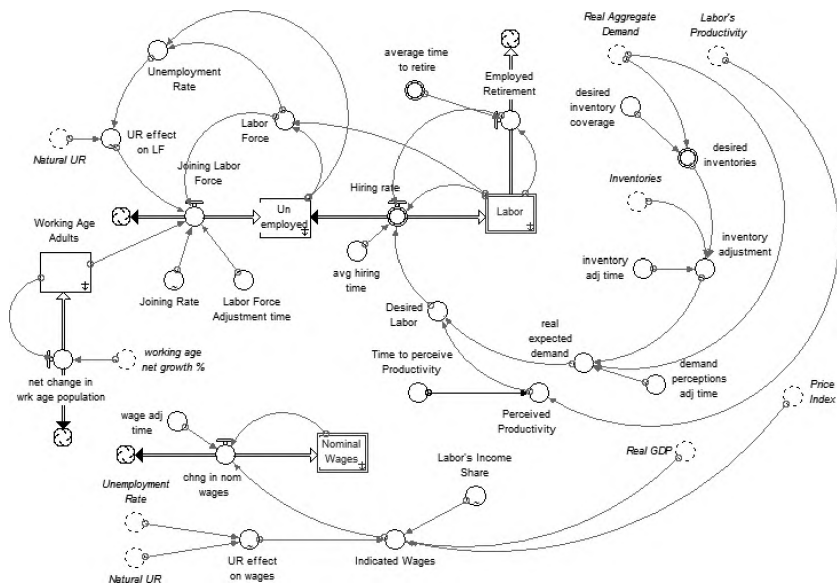 Real Aggregate
Demand
Labor's
Productivity
average time
to retire
Employed
Retirement
Unemployment
Rate
desired
inventory
coverage
Labor
Force
UR effect
on LF
Natural UR
desired
inventories
Joining Labor
Force
Hiring rate
Inventories
Working Age
Adults
Un
employed
Labor
inventory
adjustment
avg hiring
time
inventory
adj time
Joining Rate
Labor Force
Adjustment time
Desired
Labor
real
expected
demand
working age
net growth %
Time to perceive
Productivity
demand
perceptions
adj time
net change in
wrk age population
Price
Index
Perceived
Productivity
wage adj
time
Nominal
Wages
Real GDP
chng in nom
wages
Labor's Income
Share
Unemployment
Rate
Natural UR
UR effect
on wages
Indicated Wages